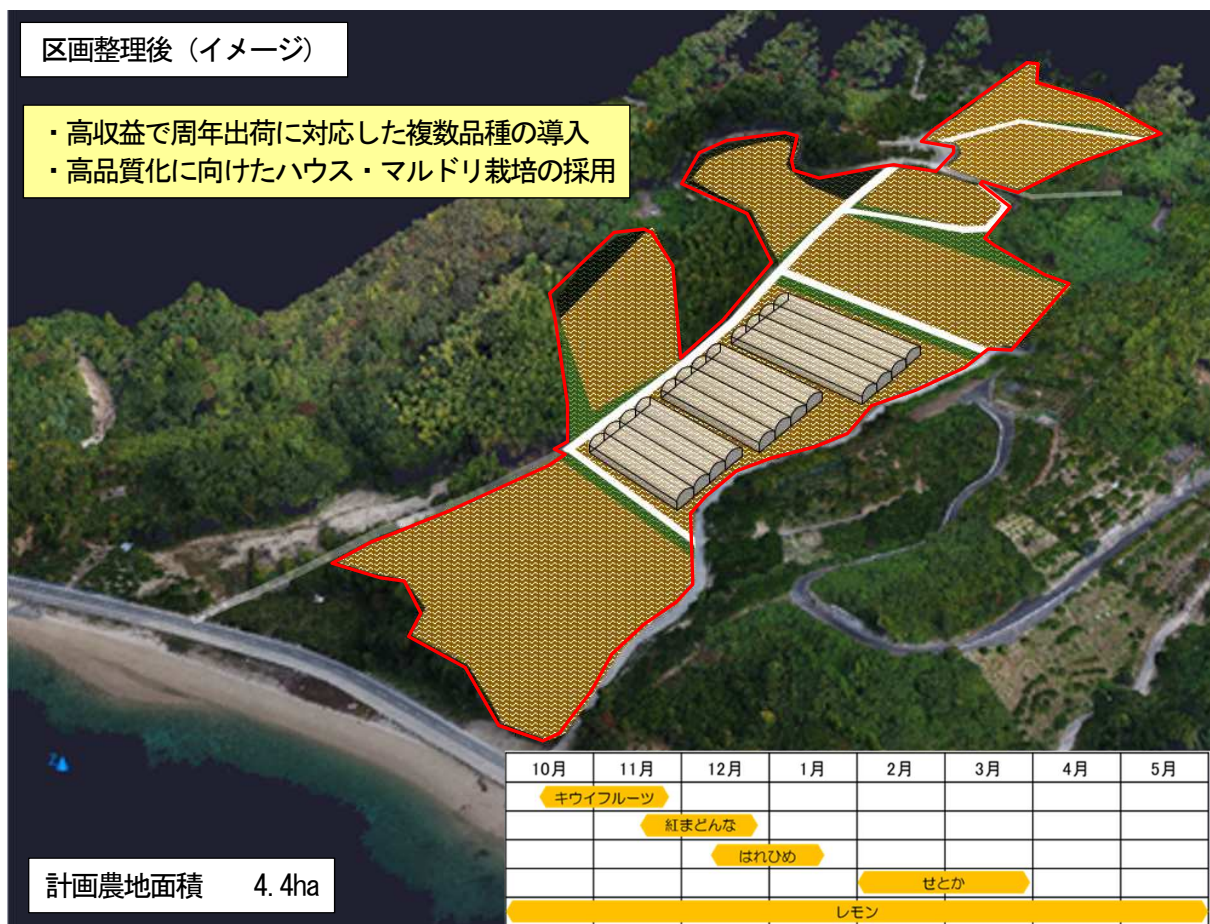 区画整理後（イメージ）
・高収益で周年出荷に対応した複数品種の導入
・高品質化に向けたハウス・マルドリ栽培の採用
計画農地面積　4.4ha
10月 11月 12月 1月 2月 3月 4月 5月
キウイフルーツ
紅まどんな
はれひめ
せとか
レモン